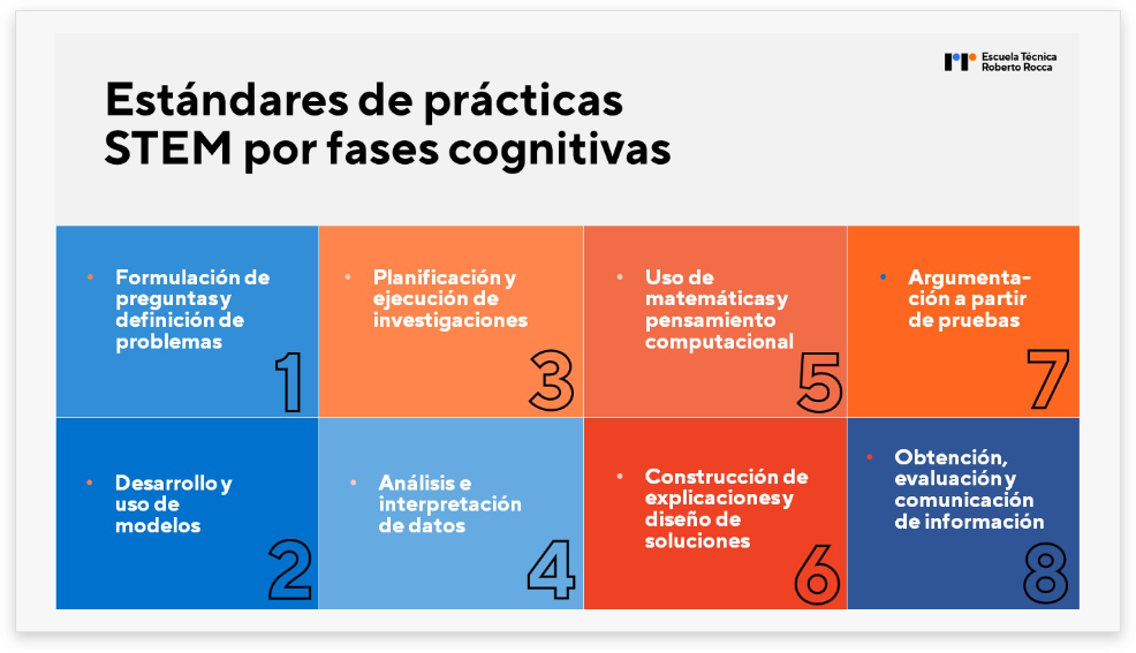 Escuela Técnica
Roberto Rocca
Estándares de prácticas
STEM por fases cognitivas
Formulación de
preguntas y
definición de
problemas
1
Desarrollo y
uso de
modelos
2
Planificación y
ejecución de
investigaciones
3
Análisis e
interpretación
de datos
4
Uso de
matemáticas y
pensamiento
computacional
5
Construcción de
explicaciones y
diseño de
soluciones
6
Argumenta-
ción a partir
de pruebas
7
Obtención,
evaluación y
comunicación
de información
8